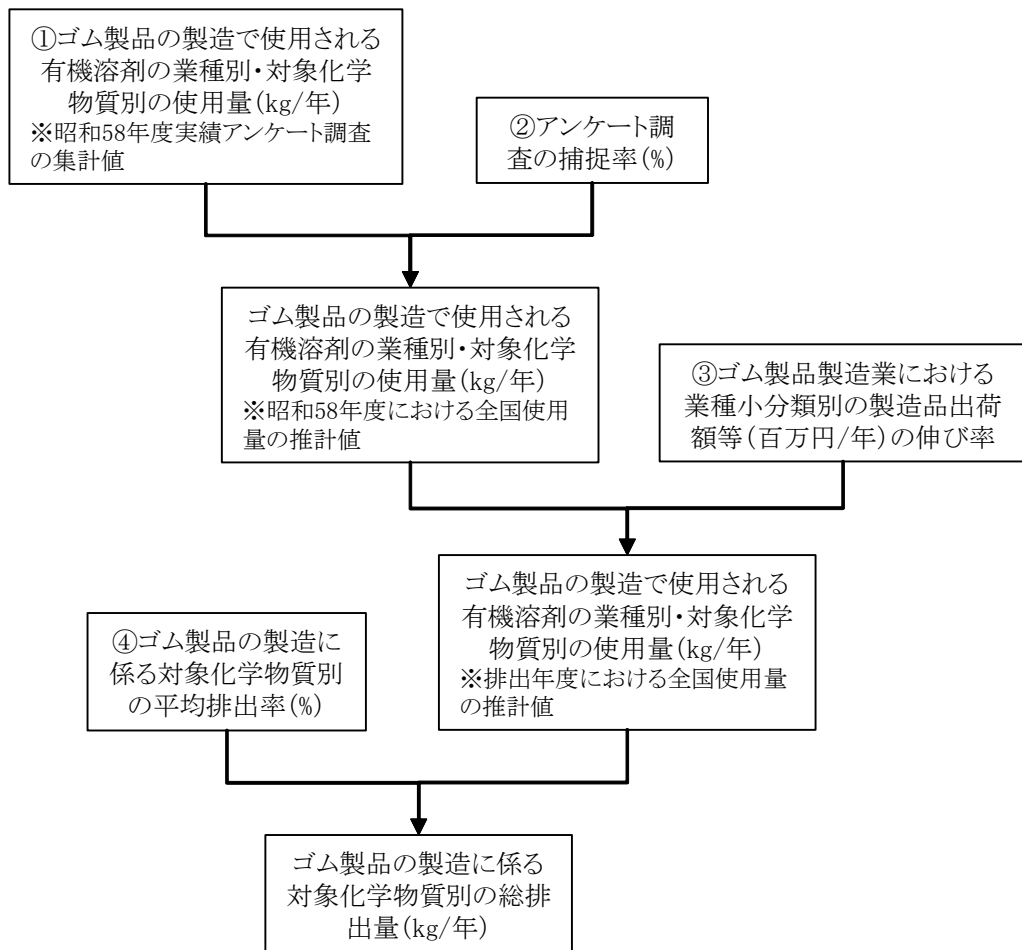 ①ゴム製品の製造で使用される
有機溶剤の業種別・対象化学
物質別の使用量(kg/年)
※昭和58年度実績アンケート調査
の集計値
②アンケート調
査の捕捉率(%)
ゴム製品の製造で使用される
有機溶剤の業種別・対象化学
物質別の使用量(kg/年)
※昭和58年度における全国使用
量の推計値
③ゴム製品製造業における
業種小分類別の製造品出荷
額等(百万円/年)の伸び率
ゴム製品の製造で使用される
有機溶剤の業種別・対象化学
物質別の使用量(kg/年)
※排出年度における全国使用量
の推計値
④ゴム製品の製造に
係る対象化学物質別
の平均排出率(%)
ゴム製品の製造に係る
対象化学物質別の総排
出量(kg/年)